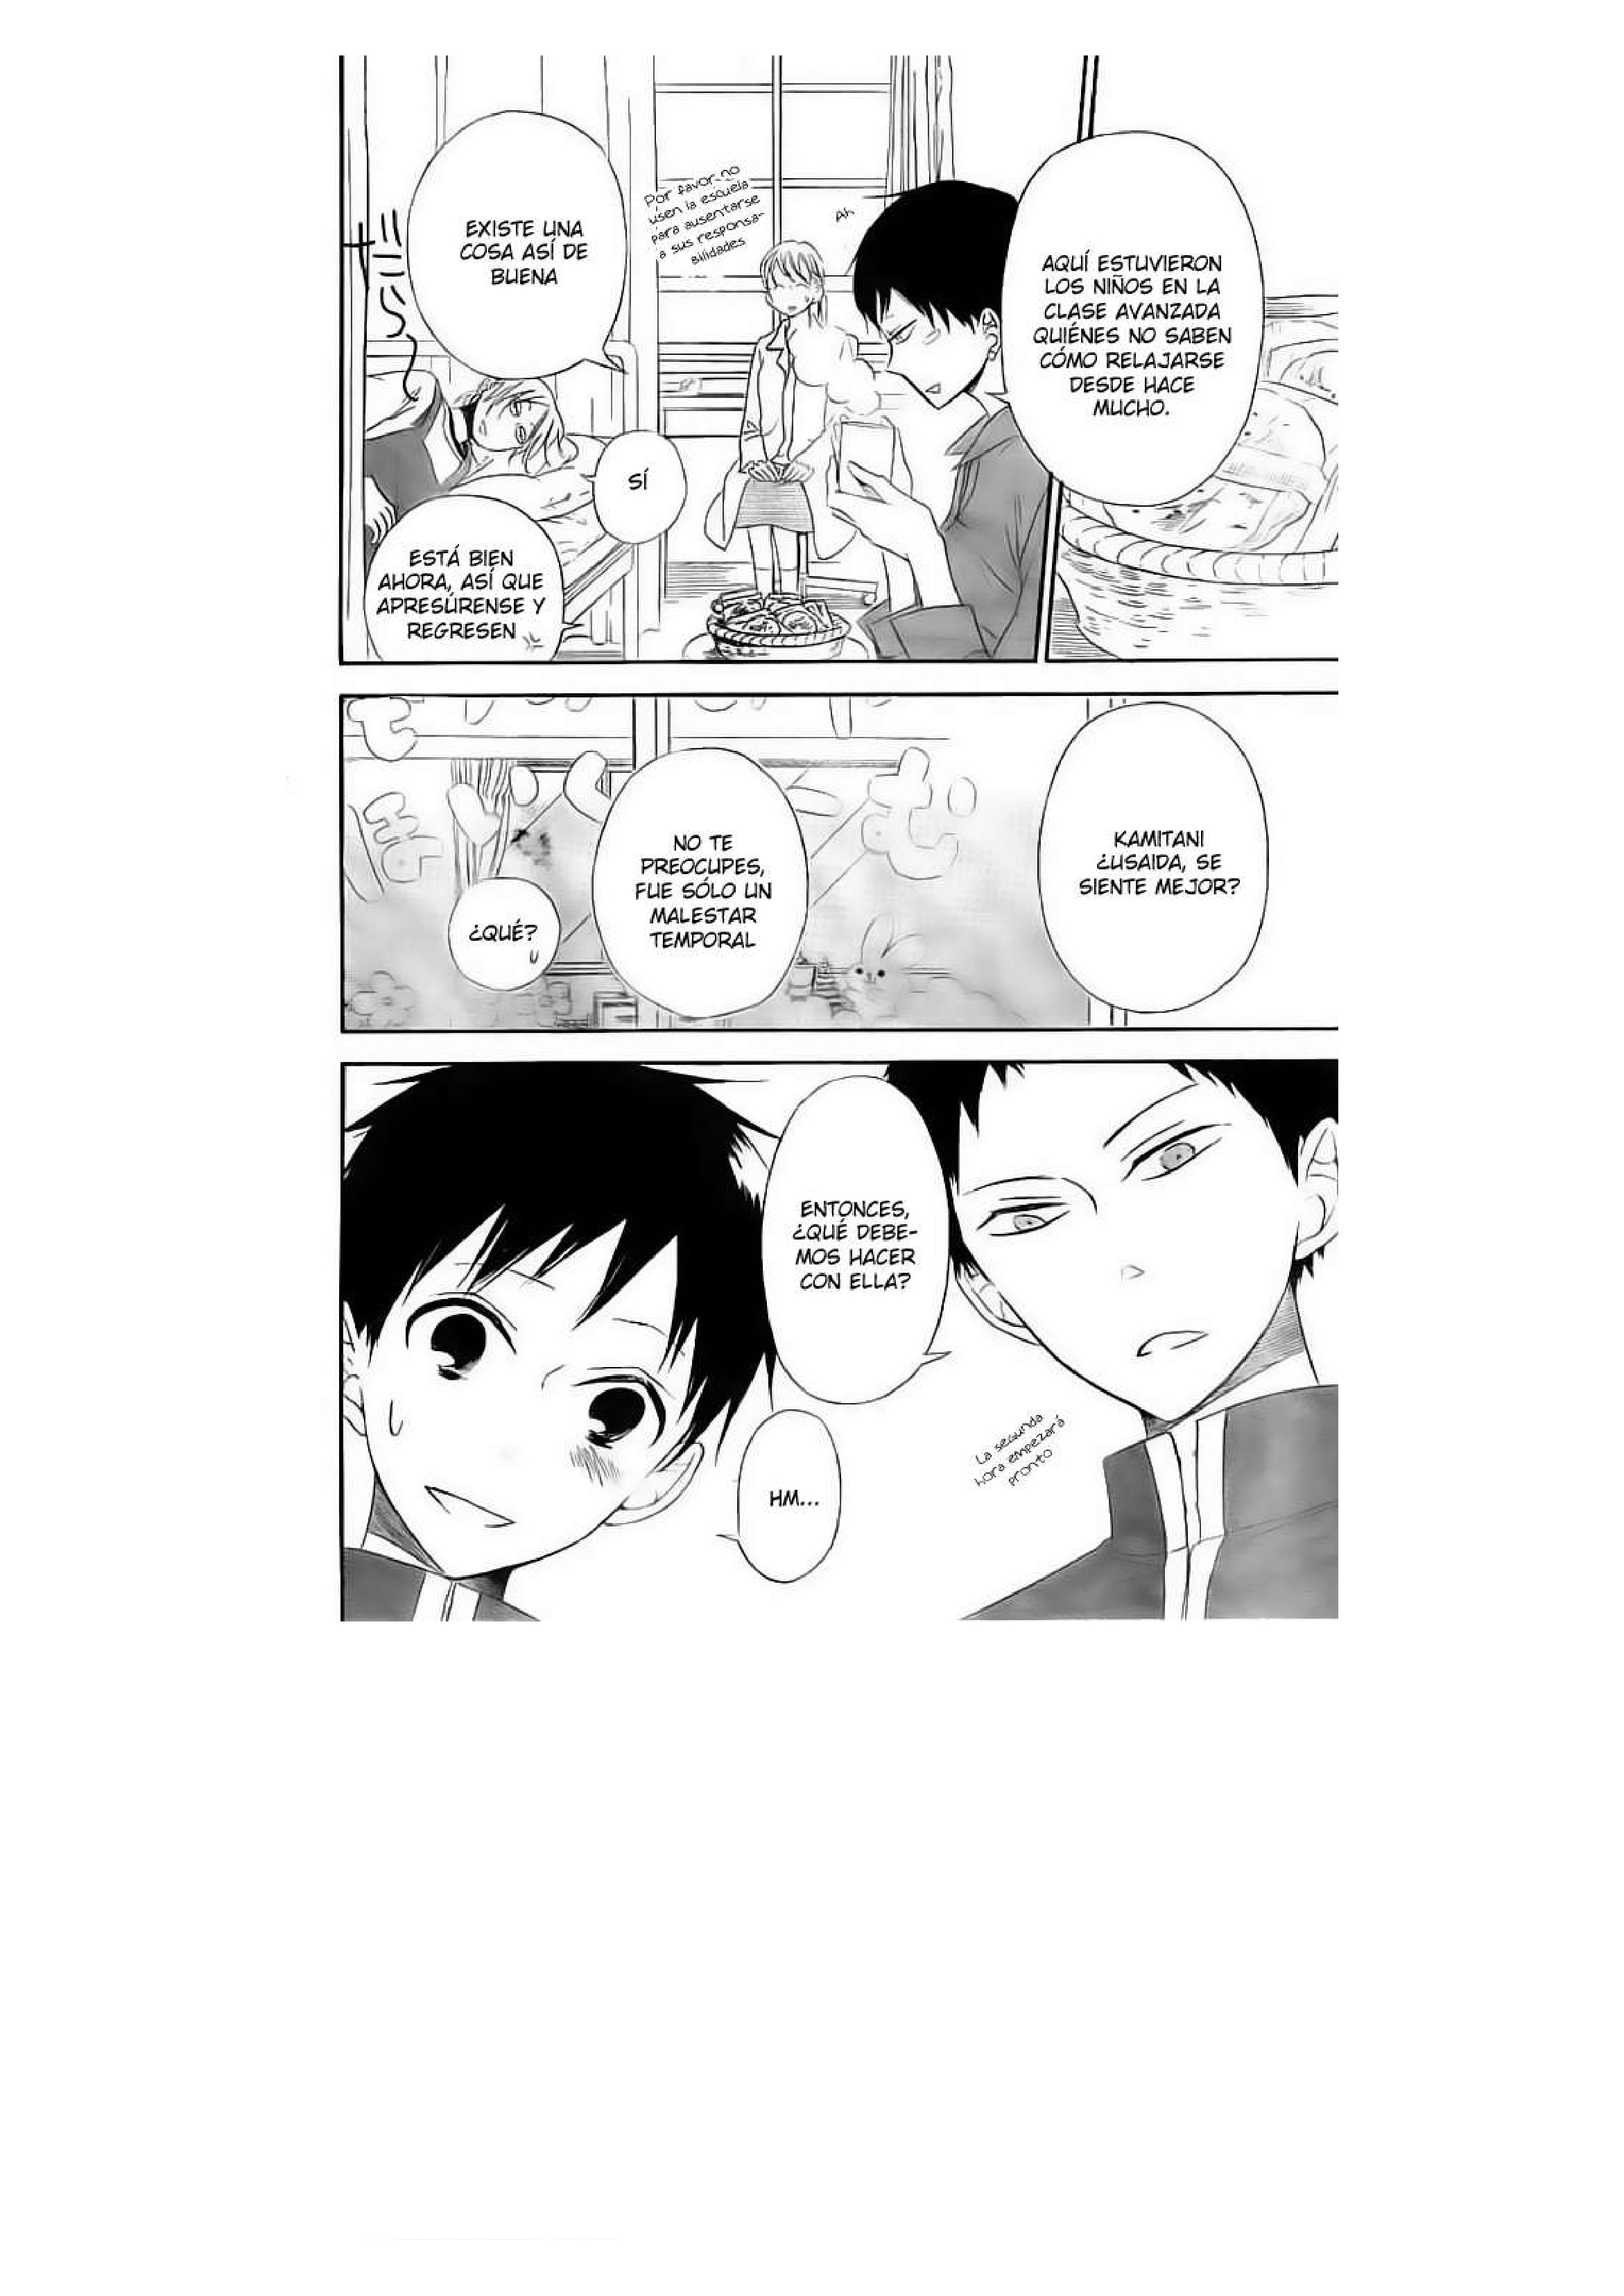 AQUÍ ESTUVIERON
LOS NIÑOS EN LA
CLASE AVANZADA
QUIÉNES NO SABEN
CÓMO RELAJARSE
DESDE HACE
MUCHO.
Ah
Por favor no
usen la escuela
para ausentarse
a sus responsa-
bilidades
EXISTE UNA
COSA ASÍ DE
BUENA
SÍ
ESTÁ BIEN
AHORA, ASÍ QUE
APRESÚRENSE Y
REGRESEN
KAMITANI
¿USAIDA, SE
SIENTE MEJOR?
NO TE
PREOCUPES,
FUE SÓLO UN
MALESTAR
TEMPORAL
¿QUÉ?
ENTONCES,
¿QUÉ DEBE-
MOS HACER
CON ELLA?
La segunda
hora empezará
pronto
HM...